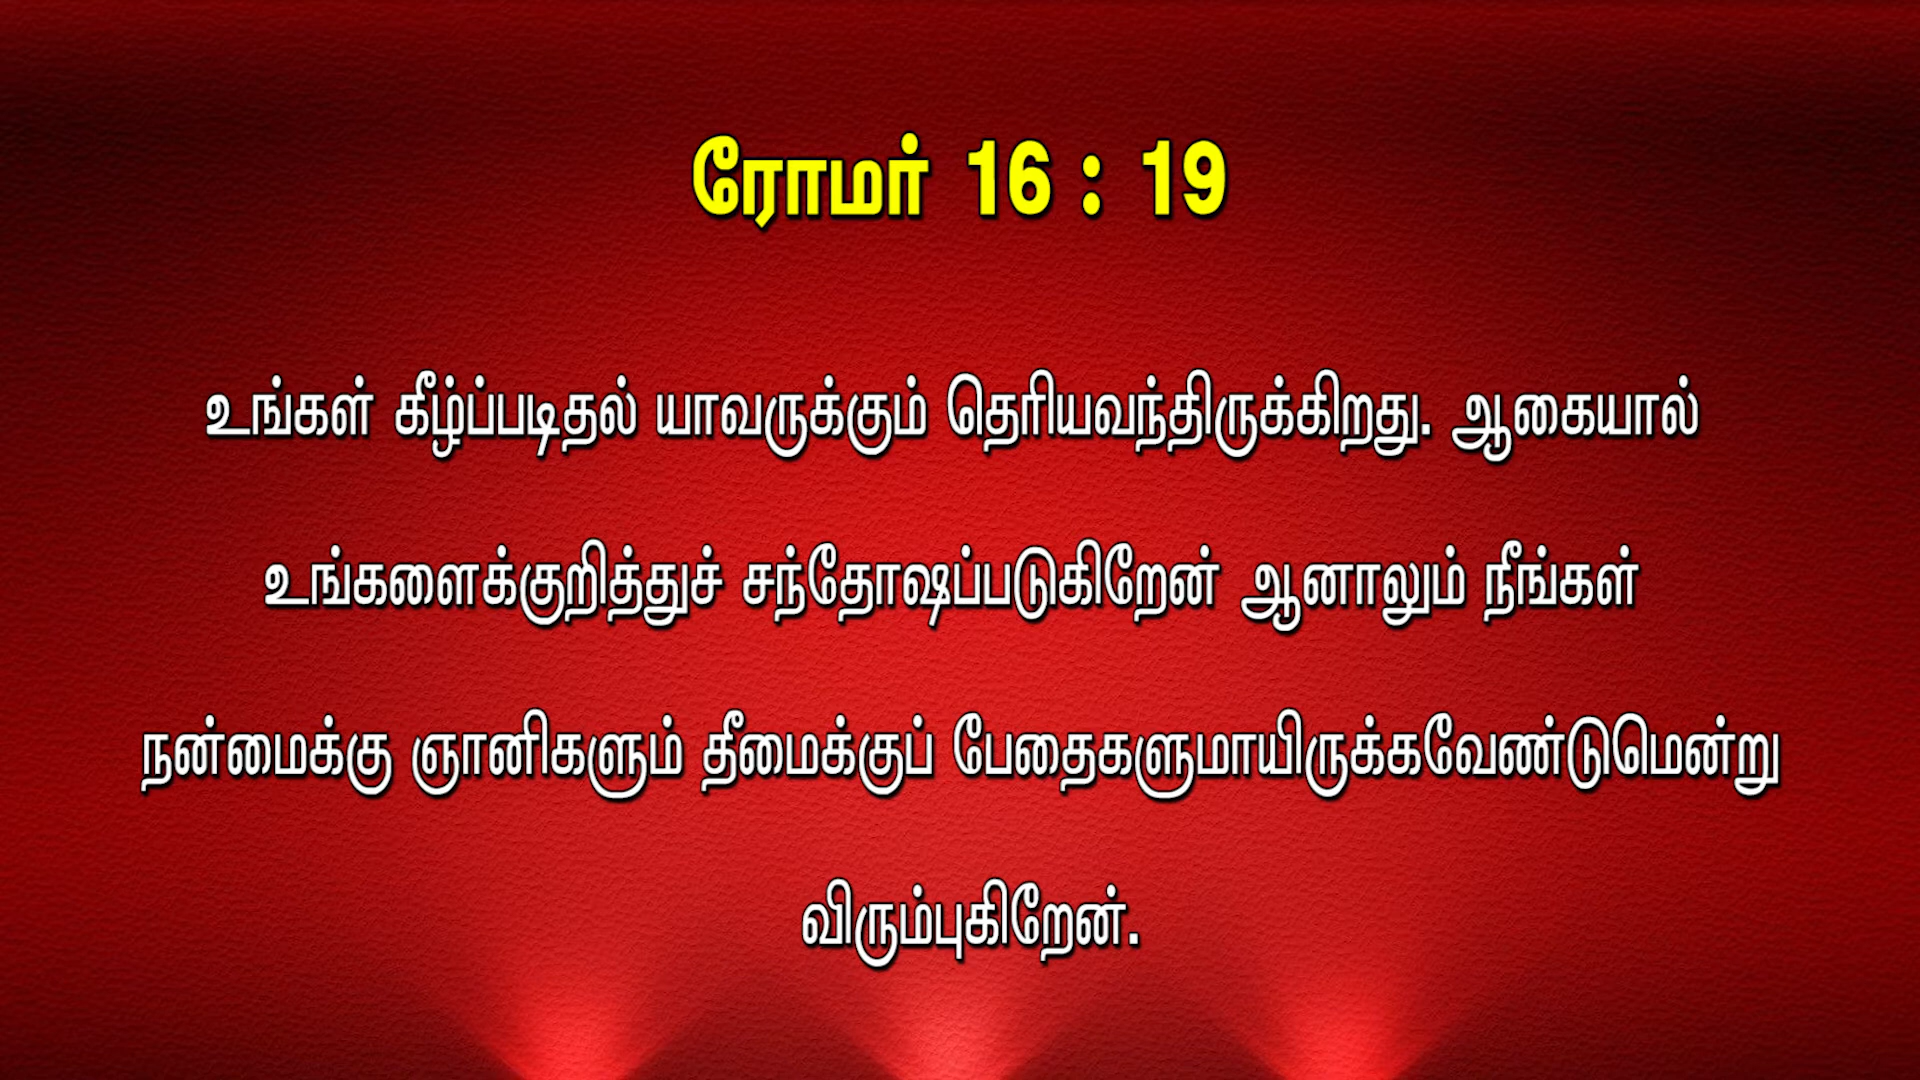 ரோமர் 16 : 19
உங்கள் கீழ்ப்படிதல் யாவருக்கும் தெரியவந்திருக்கிறது. ஆகையால்
உங்களைக்குறித்துச் சந்தோஷப்படுகிறேன் ஆனாலும் நீங்கள்
நன்மைக்கு ஞானிகளும் தீமைக்குப் பேதைகளுமாயிருக்கவேண்டுமென்று
விரும்புகிறேன்.